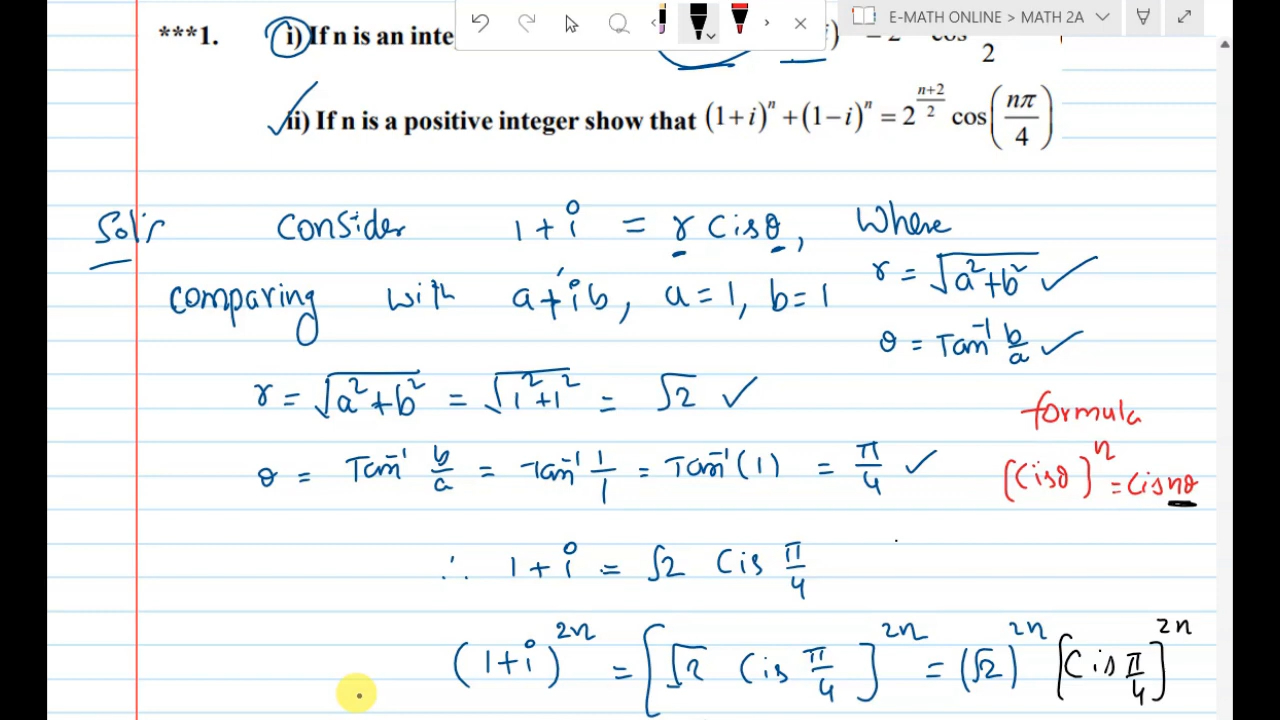 E-MATH ONLINE > MATH 2A
***1. i) If n is an inte
2
ii) If n is a positive integer show that (1+i)^n + (1−i)^n = 2^((n+2)/2) cos(nπ/4)
Sol: Consider 1+i = r Cisθ, Where
r = √(a²+b²) ✓
comparing with a+ib, a=1, b=1
θ = Tan⁻¹ b/a ✓
r = √(a²+b²) = √(1²+1²) = √2 ✓
formula
θ = Tan⁻¹ b/a = Tan⁻¹ 1/1 = Tan⁻¹(1) = π/4 ✓
(Cisθ)^n = Cis nθ
∴ 1+i = √2 Cis π/4
(1+i)^2n = [√2 Cis π/4]^2n = (√2)^2n [Cis π/4]^2n